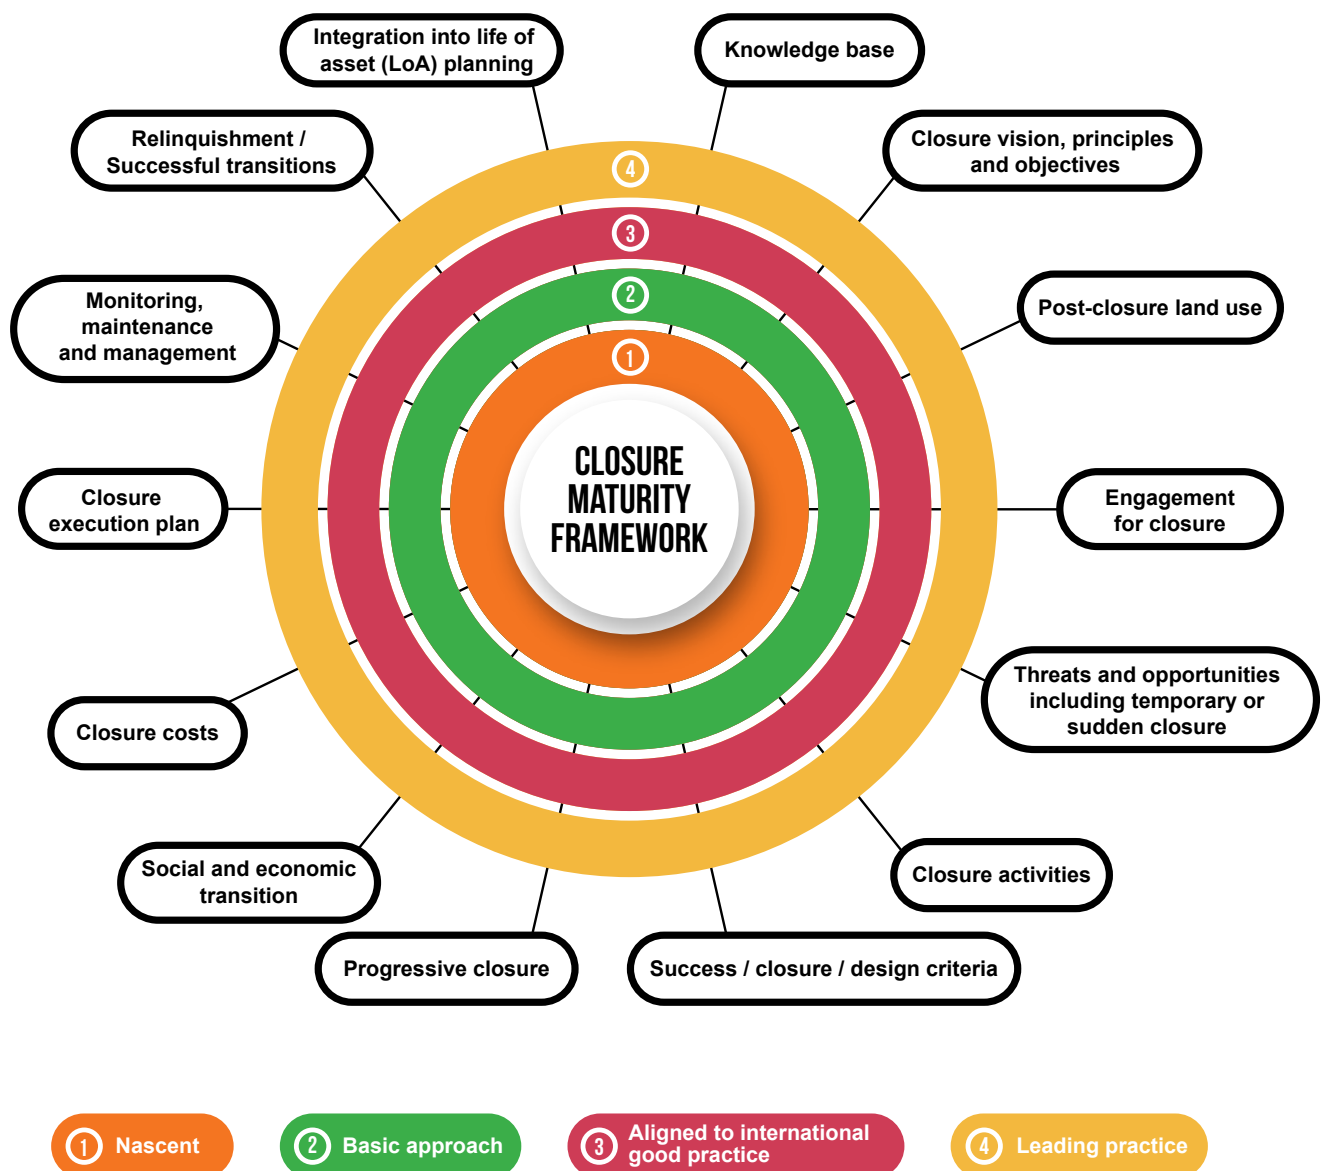 Integration into life of
asset (LoA) planning
Knowledge base
Relinquishment /
Successful transitions
Closure vision, principles
and objectives
4
3
2
1
Monitoring,
maintenance
and management
Post-closure land use
CLOSURE
MATURITY
FRAMEWORK
Closure
execution plan
Engagement
for closure
Closure costs
Threats and opportunities
including temporary or
sudden closure
Social and economic
transition
Closure activities
Progressive closure
Success / closure / design criteria
1 Nascent
2 Basic approach
3 Aligned to international
good practice
4 Leading practice